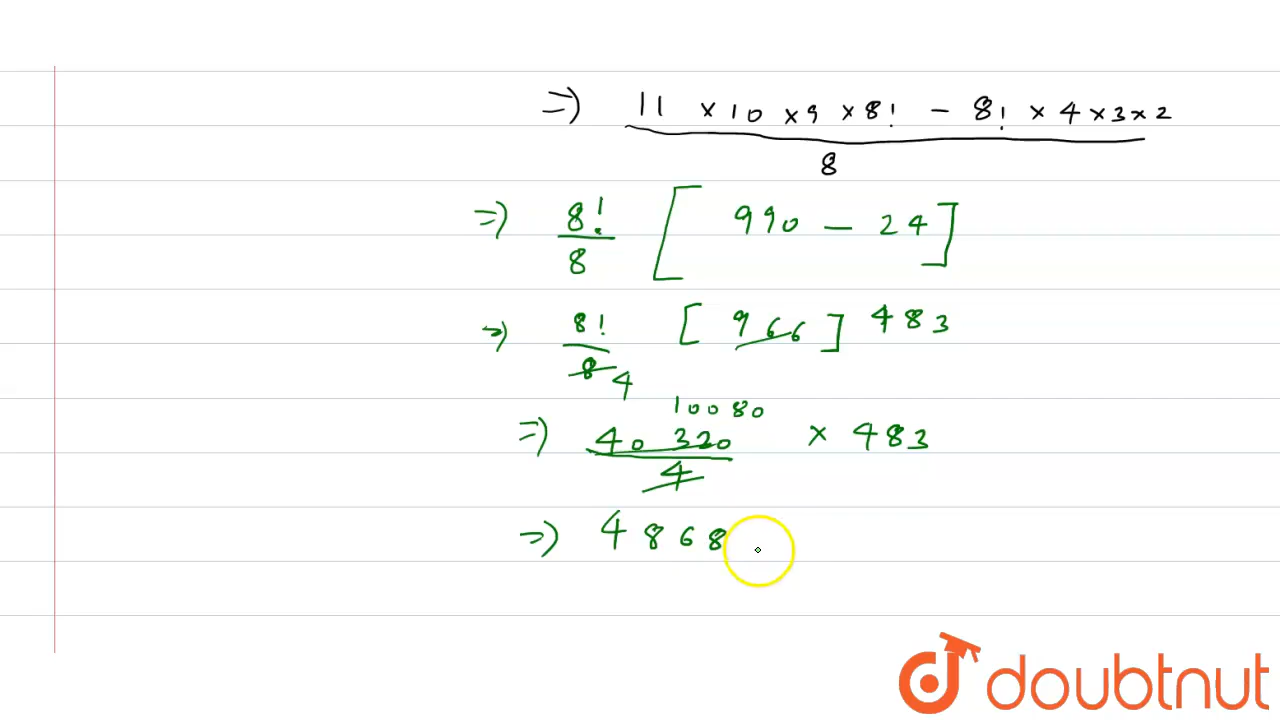 => 11 × 10 × 9 × 8! - 8! × 4 × 3 × 2
8
=> 8! [ 990 - 24 ]
8
=> 8! [ 966 ] 483
8 4
10080
=> 40320 × 483
4
=> 4868
doubtnut